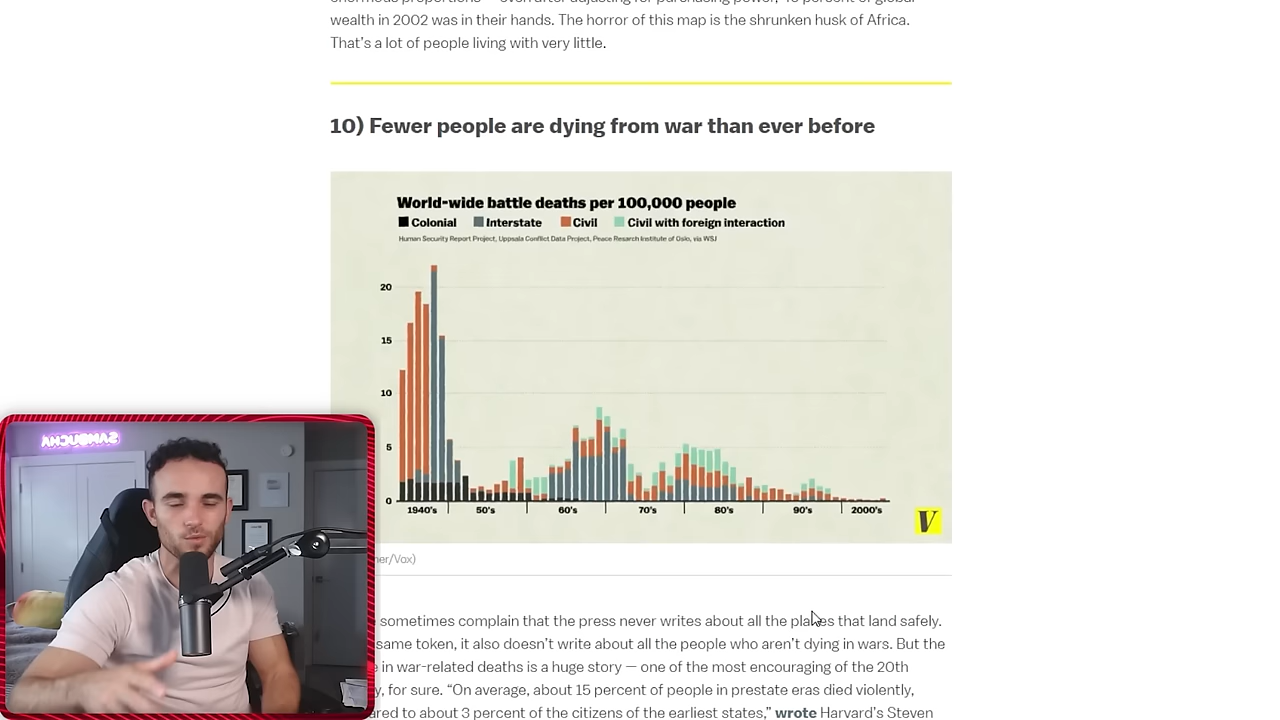 wealth in 2002 was in their hands. The horror of this map is the shrunken husk of Africa.
That's a lot of people living with very little.
10) Fewer people are dying from war than ever before
World-wide battle deaths per 100,000 people
Colonial Interstate Civil Civil with foreign interaction
Human Security Report Project, Uppsala Conflict Data Project, Peace Resarch Institute of Oslo, via WSJ
20
15
10
5
0
1940's 50's 60's 70's 80's 90's 2000's
V
SAMBUCHA
/Vox)
sometimes complain that the press never writes about all the planes that land safely.
same token, it also doesn't write about all the people who aren't dying in wars. But the
in war-related deaths is a huge story — one of the most encouraging of the 20th
for sure. "On average, about 15 percent of people in prestate eras died violently,
to about 3 percent of the citizens of the earliest states," wrote Harvard's Steven